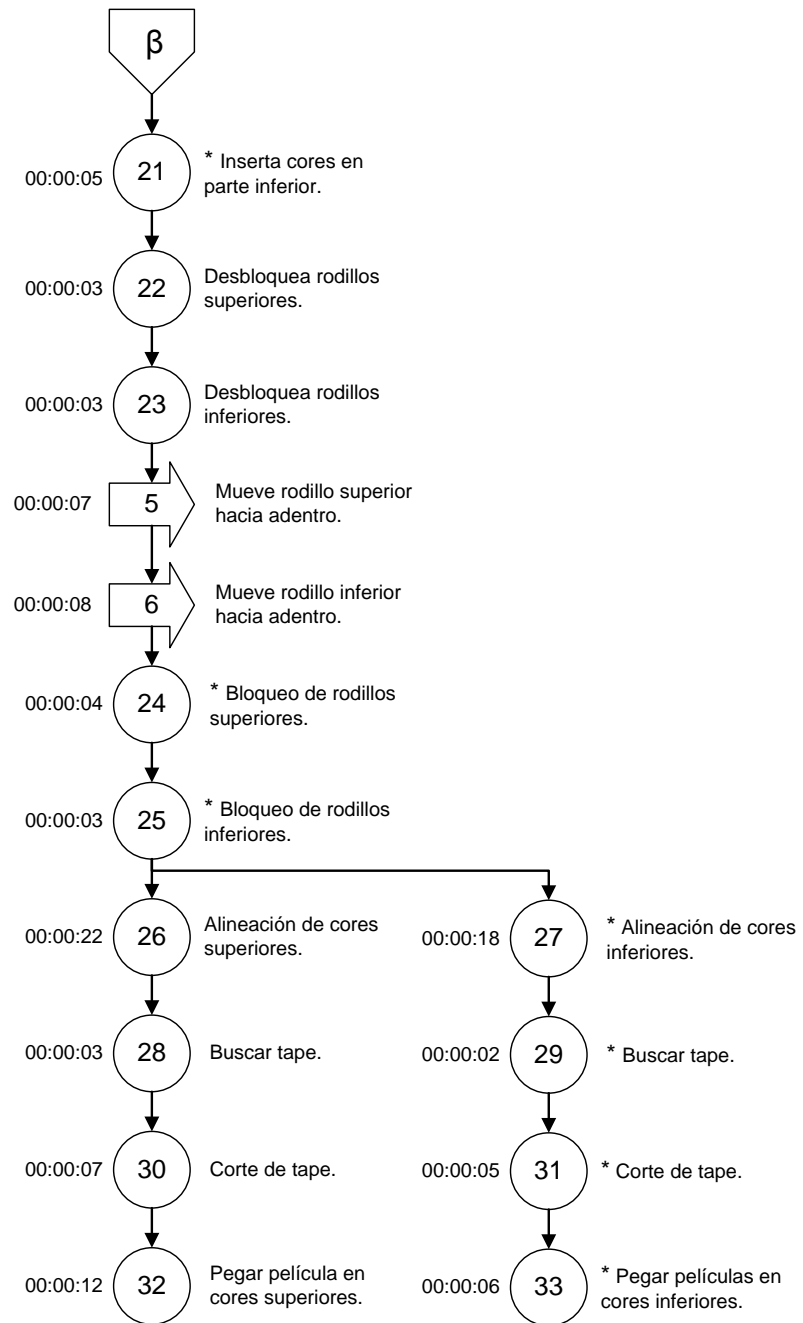 β
00:00:05
21
* Inserta cores en
parte inferior.
00:00:03
22
Desbloquea rodillos
superiores.
00:00:03
23
Desbloquea rodillos
inferiores.
00:00:07
5
Mueve rodillo superior
hacia adentro.
00:00:08
6
Mueve rodillo inferior
hacia adentro.
00:00:04
24
* Bloqueo de rodillos
superiores.
00:00:03
25
* Bloqueo de rodillos
inferiores.
00:00:22
26
Alineación de cores
superiores.
00:00:18
27
* Alineación de cores
inferiores.
00:00:03
28
Buscar tape.
00:00:02
29
* Buscar tape.
00:00:07
30
Corte de tape.
00:00:05
31
* Corte de tape.
00:00:12
32
Pegar película en
cores superiores.
00:00:06
33
* Pegar películas en
cores inferiores.